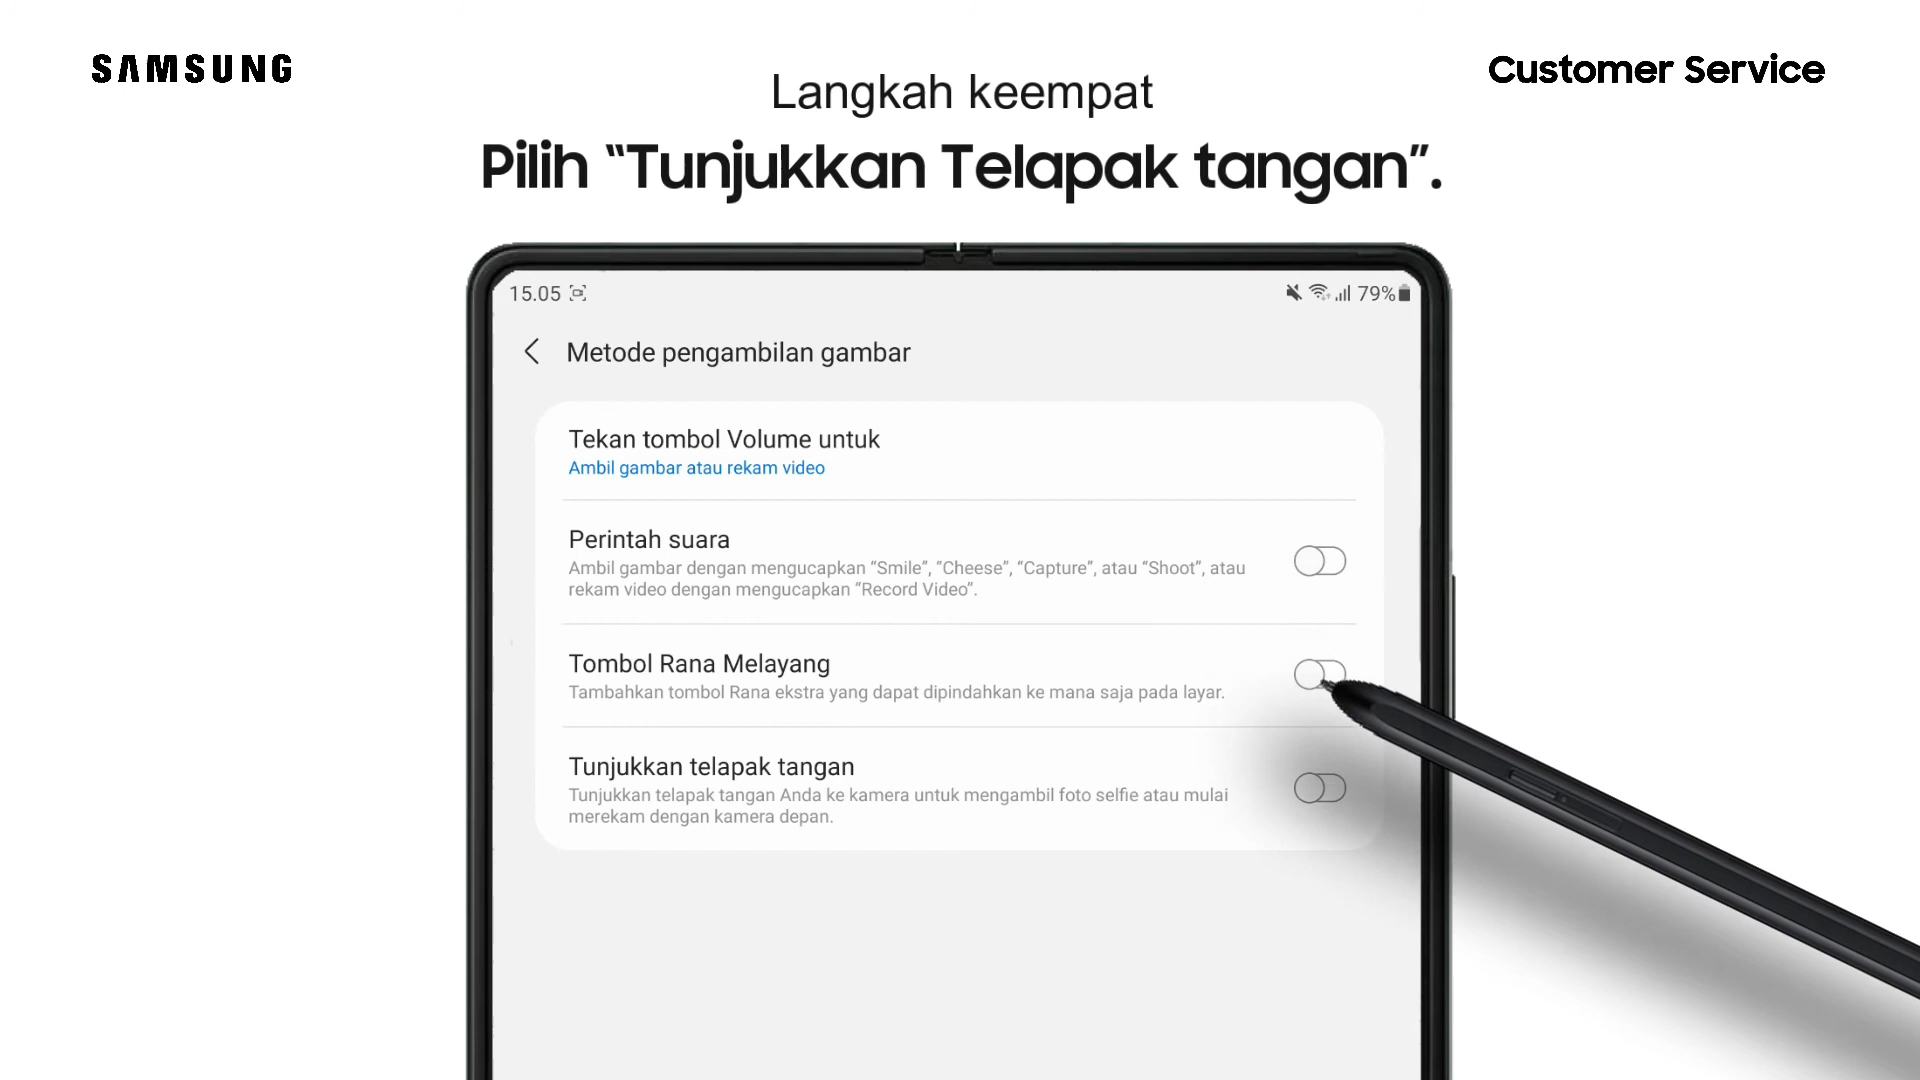 SAMSUNG
Customer Service
Langkah keempat
Pilih “Tunjukkan Telapak tangan”.
15.05
79%
Metode pengambilan gambar
Tekan tombol Volume untuk
Ambil gambar atau rekam video
Perintah suara
Ambil gambar dengan mengucapkan “Smile”, “Cheese”, “Capture”, atau “Shoot”, atau
rekam video dengan mengucapkan “Record Video”.
Tombol Rana Melayang
Tambahkan tombol Rana ekstra yang dapat dipindahkan ke mana saja pada layar.
Tunjukkan telapak tangan
Tunjukkan telapak tangan Anda ke kamera untuk mengambil foto selfie atau mulai
merekam dengan kamera depan.